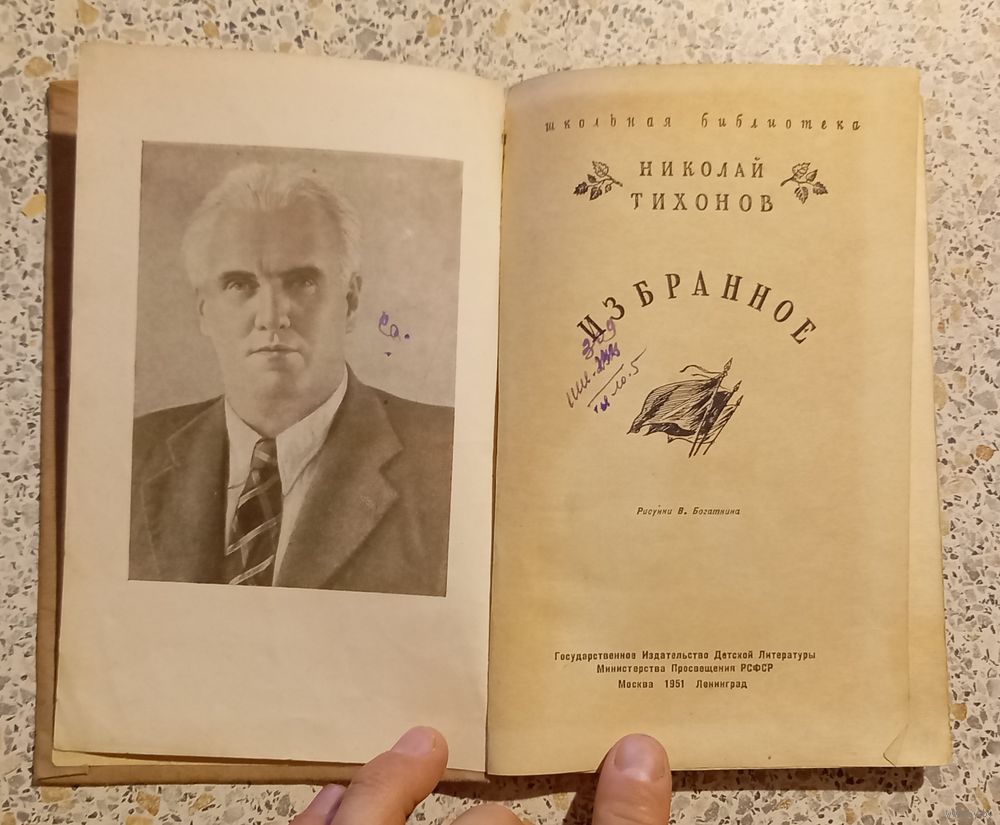 школьная библиотека
НИКОЛАЙ
ТИХОНОВ
ИЗБРАННОЕ
Рисунки В. Богаткина
Государственное Издательство Детской Литературы
Министерства Просвещения РСФСР
Москва 1951 Ленинград